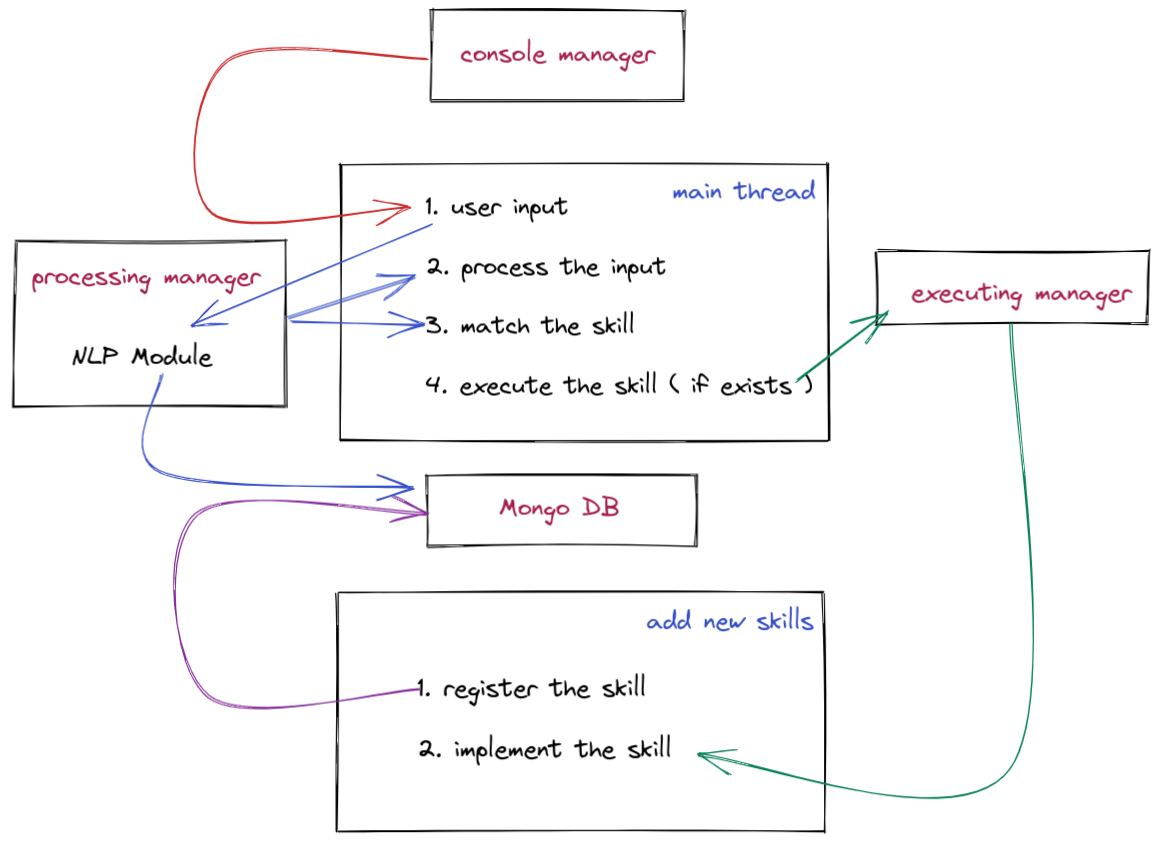 console manager
main thread
1. user input
2. process the input
3. match the skill
4. execute the skill ( if exists )
processing manager
NLP Module
executing manager
Mongo DB
add new skills
1. register the skill
2. implement the skill